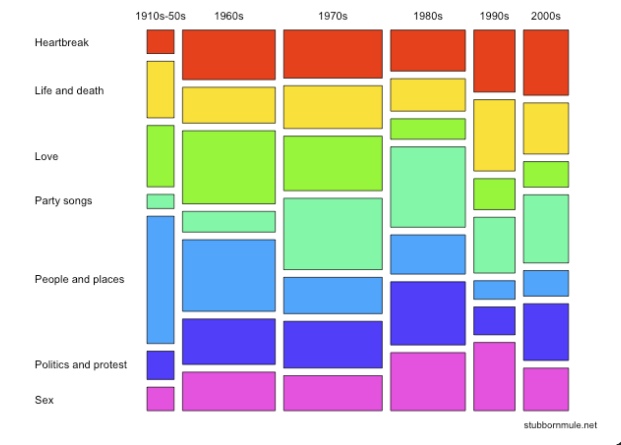 1910s-50s 1960s 1970s 1980s 1990s 2000s
Heartbreak
Life and death
Love
Party songs
People and places
Politics and protest
Sex
stubbornmule.net